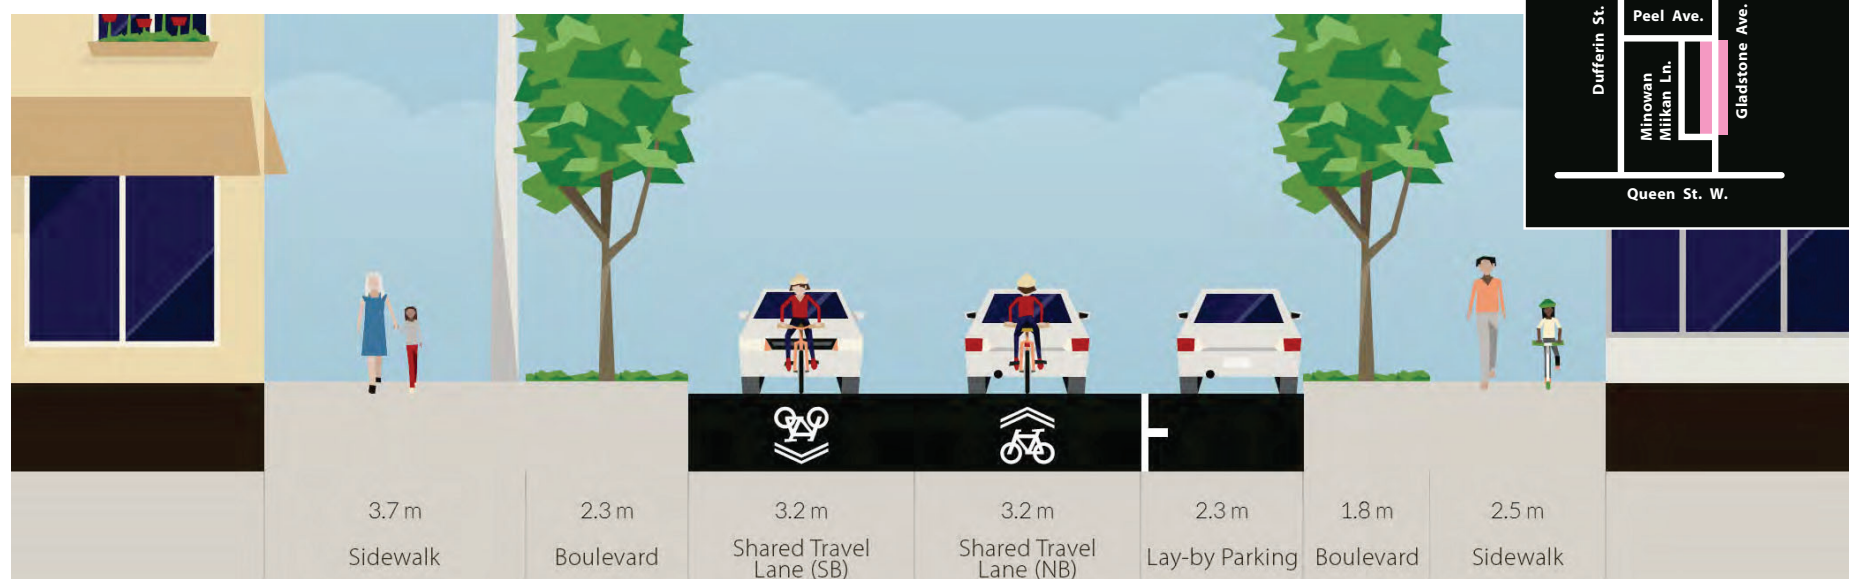 Dufferin St.
Peel Ave.
Gladstone Ave.
Minowan
Miikan Ln.
Queen St. W.
3.7 m
Sidewalk
2.3 m
Boulevard
3.2 m
Shared Travel
Lane (SB)
3.2 m
Shared Travel
Lane (NB)
2.3 m
Lay-by Parking
1.8 m
Boulevard
2.5 m
Sidewalk